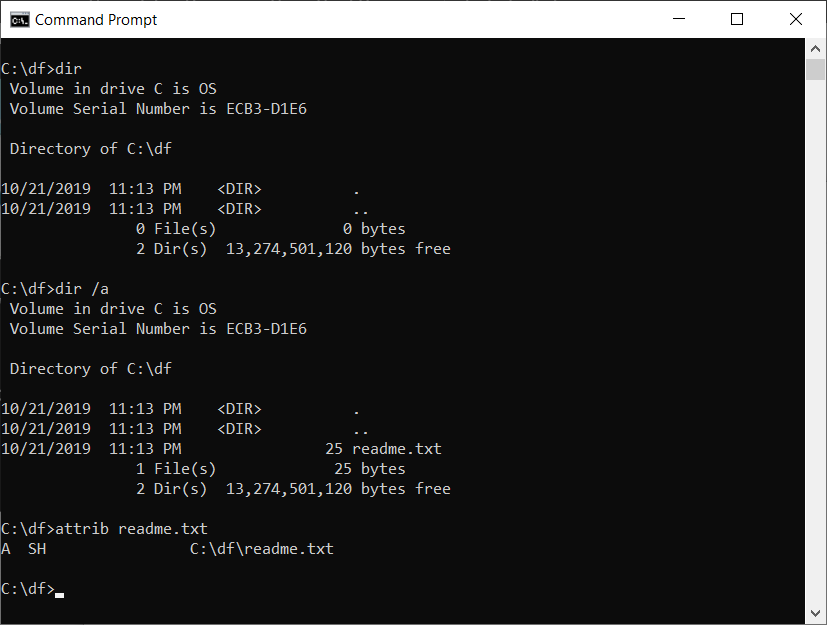 Command Prompt
C:\df>dir
 Volume in drive C is OS
 Volume Serial Number is ECB3-D1E6
 Directory of C:\df
10/21/2019  11:13 PM    <DIR>          .
10/21/2019  11:13 PM    <DIR>          ..
               0 File(s)              0 bytes
               2 Dir(s)  13,274,501,120 bytes free
C:\df>dir /a
 Volume in drive C is OS
 Volume Serial Number is ECB3-D1E6
 Directory of C:\df
10/21/2019  11:13 PM    <DIR>          .
10/21/2019  11:13 PM    <DIR>          ..
10/21/2019  11:13 PM                25 readme.txt
               1 File(s)             25 bytes
               2 Dir(s)  13,274,501,120 bytes free
C:\df>attrib readme.txt
A  SH                C:\df\readme.txt
C:\df>